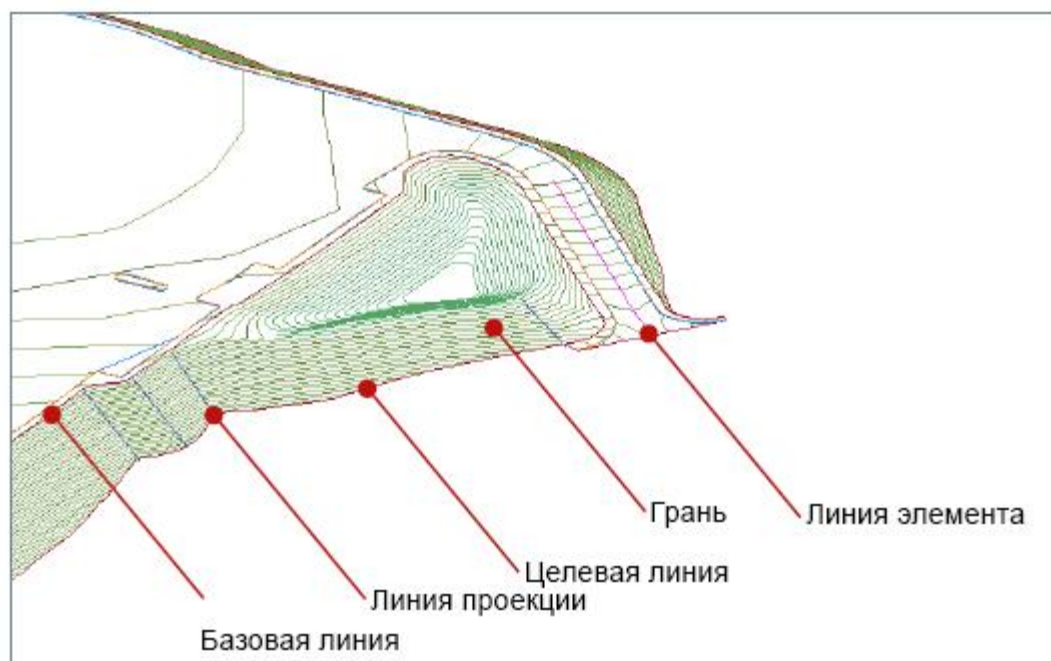 Грань
Линия элемента
Целевая линия
Линия проекции
Базовая линия